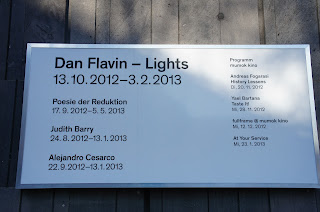 Dan Flavin – Lights
13.10.2012–3.2.2013
Poesie der Reduktion
17.9.2012–5.5.2013
Judith Barry
24.8.2012–13.1.2013
Alejandro Cesarco
22.9.2012–13.1.2013
Programm
mumok kino
Andreas Fogarasi
History Lessons
Di, 20.11.2012
Yael Bartana
Mi, 28.11.2012
fullframe @ mumok kino
Mi, 12.12.2012
At Your Service
Mi, 23.1.2013